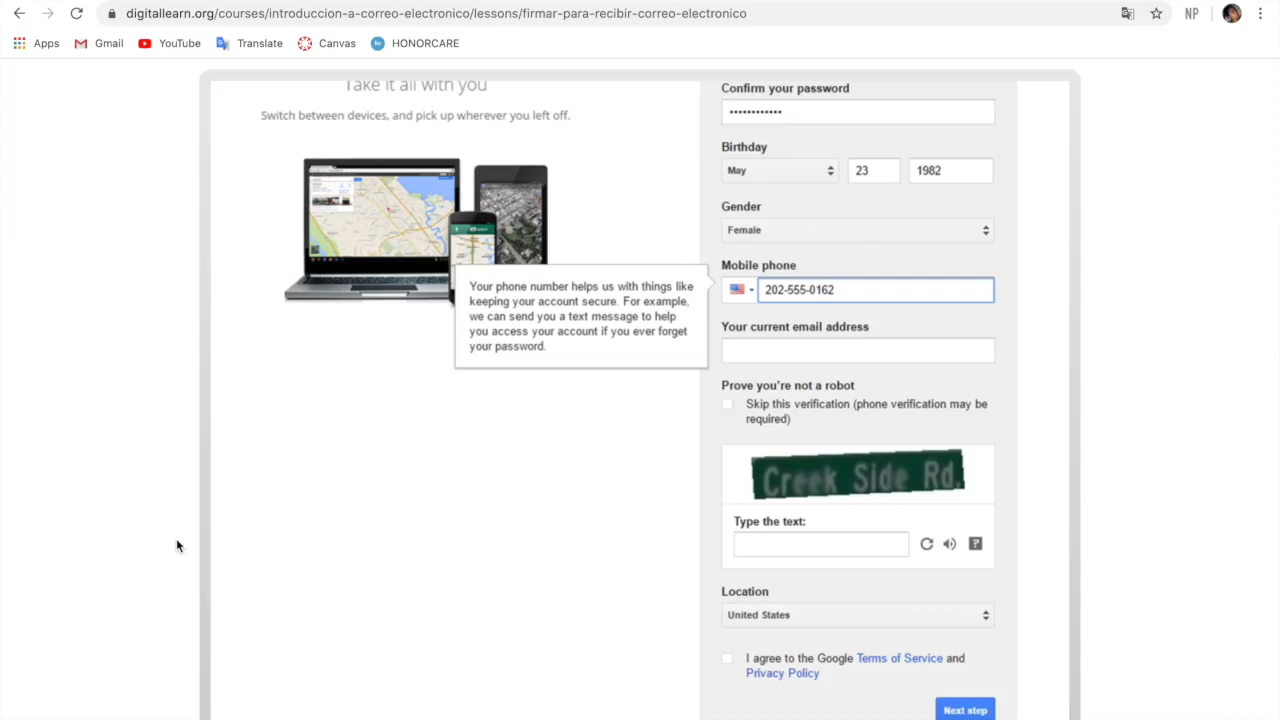 digitallearn.org/courses/introduccion-a-correo-electronico/lessons/firmar-para-recibir-correo-electronico
NP
Apps
Gmail
YouTube
Translate
Canvas
hc
HONORCARE
Take it all with you
Switch between devices, and pick up wherever you left off.
Your phone number helps us with things like
keeping your account secure. For example,
we can send you a text message to help
you access your account if you ever forget
your password.
Confirm your password
••••••••••••
Birthday
May
23
1982
Gender
Female
Mobile phone
202-555-0162
Your current email address
Prove you're not a robot
Skip this verification (phone verification may be
required)
Creek Side Rd.
Type the text:
?
Location
United States
I agree to the Google Terms of Service and
Privacy Policy
Next step